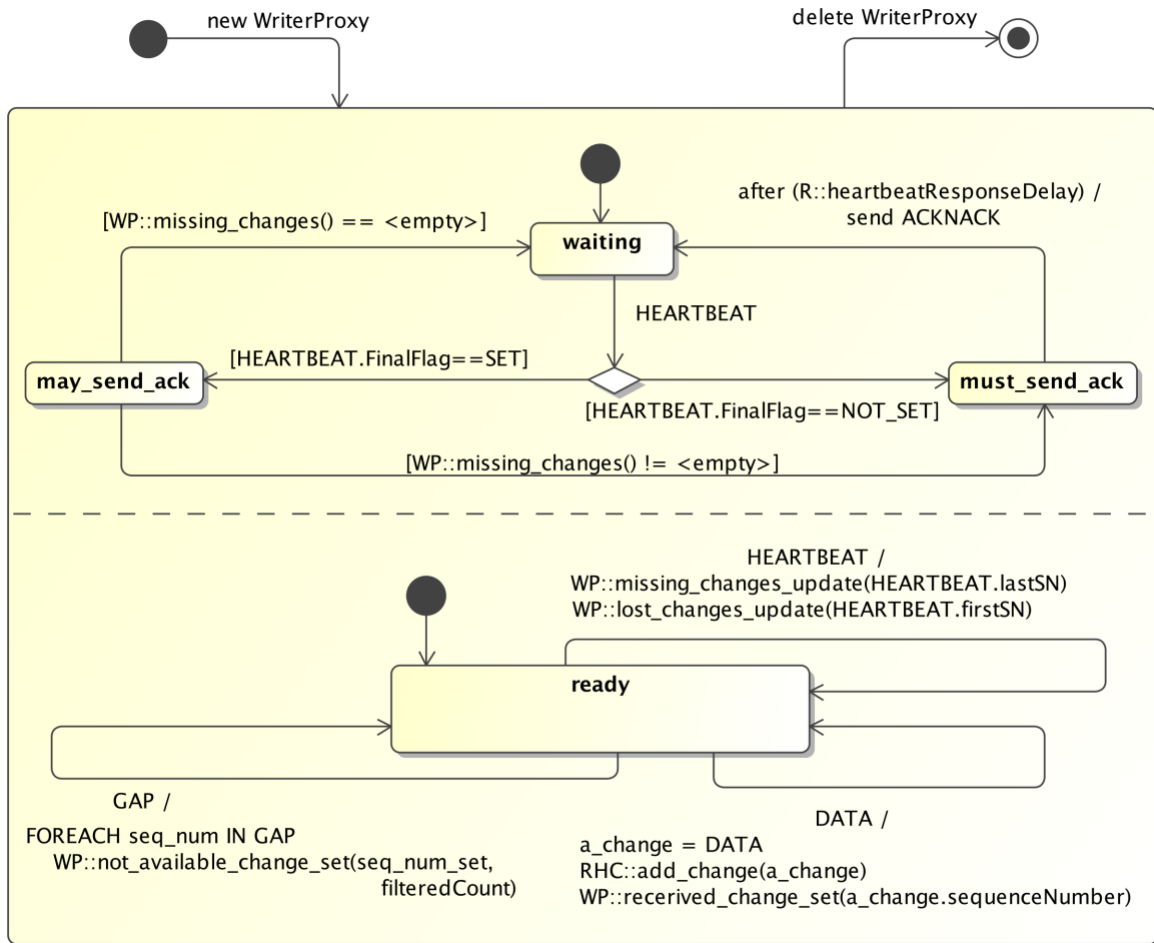 new WriterProxy
delete WriterProxy
after (R::heartbeatResponseDelay) /
send ACKNACK
[WP::missing_changes() == <empty>]
waiting
HEARTBEAT
[HEARTBEAT.FinalFlag==SET]
may_send_ack
must_send_ack
[HEARTBEAT.FinalFlag==NOT_SET]
[WP::missing_changes() != <empty>]
HEARTBEAT /
WP::missing_changes_update(HEARTBEAT.lastSN)
WP::lost_changes_update(HEARTBEAT.firstSN)
ready
GAP /
FOREACH seq_num IN GAP
WP::not_available_change_set(seq_num_set,
filteredCount)
DATA /
a_change = DATA
RHC::add_change(a_change)
WP::recerived_change_set(a_change.sequenceNumber)